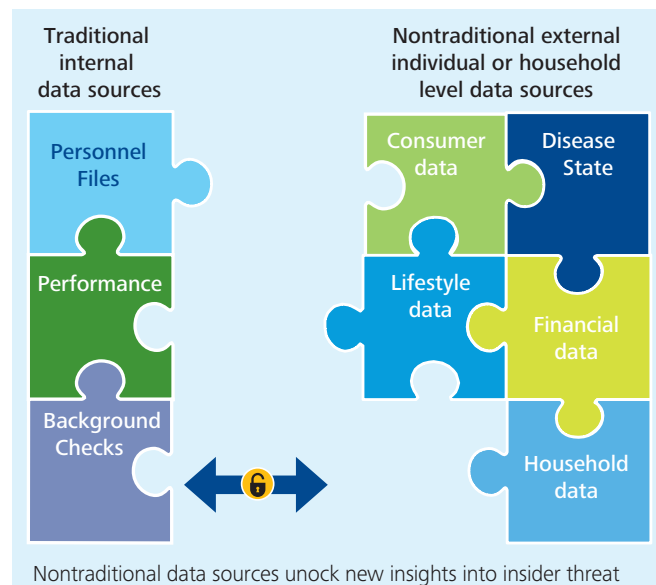 Traditional
internal
data sources
Nontraditional external
individual or household
level data sources
Personnel
Files
Performance
Background
Checks
Consumer
data
Disease
State
Lifestyle
data
Financial
data
Household
data
Nontraditional data sources unock new insights into insider threat